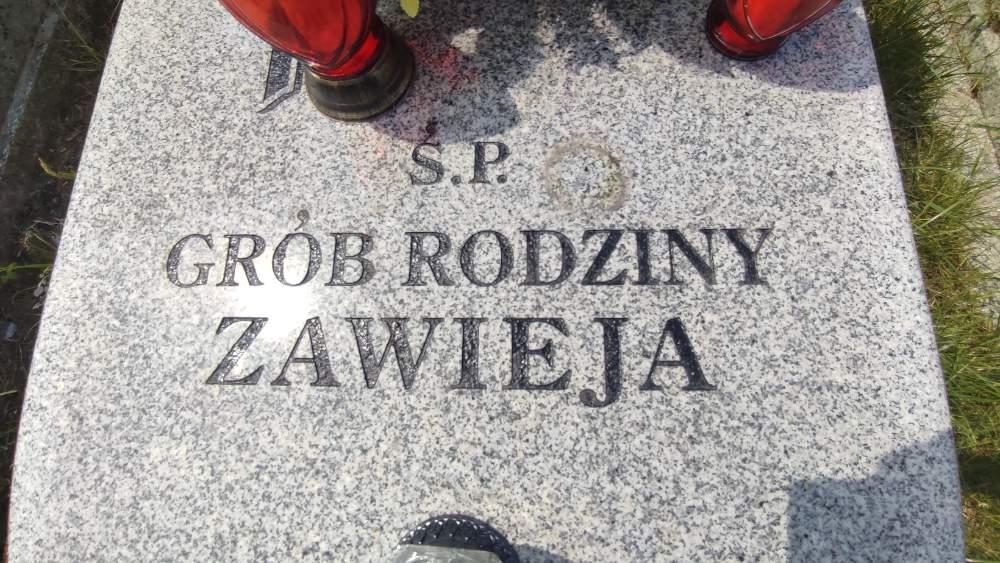 Ś.P.
GRÓB RODZINY
ZAWIEJA